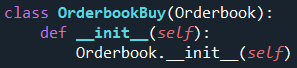 class OrderbookBuy(Orderbook):
    def __init__(self):
        Orderbook.__init__(self)